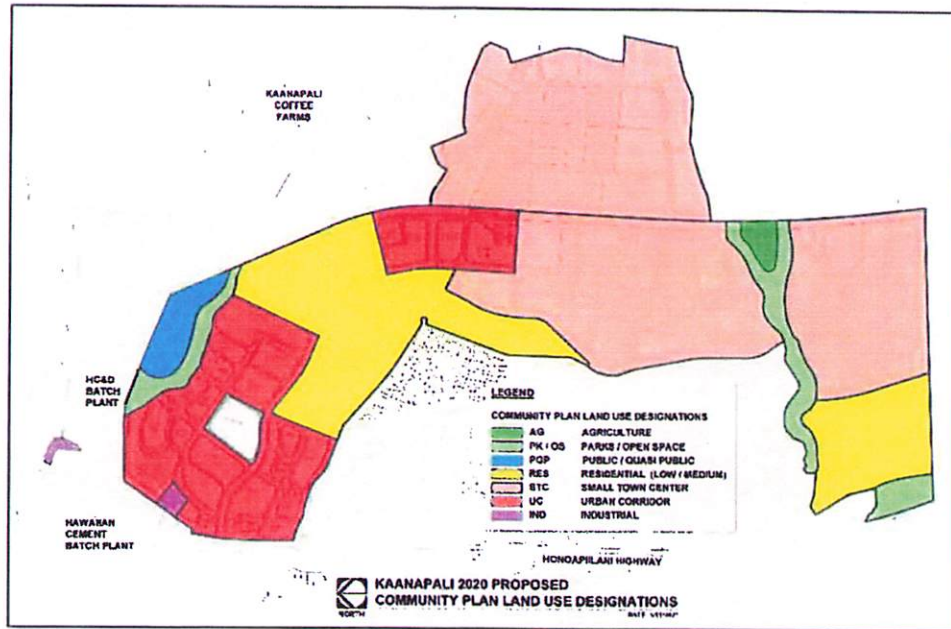 KAANAPALI
COFFEE
FARMS
HC&D
BATCH
PLANT
HAWAIIAN
CEMENT
BATCH PLANT
LEGEND
COMMUNITY PLAN LAND USE DESIGNATIONS
AG AGRICULTURE
PK / OS PARKS / OPEN SPACE
PQP PUBLIC / QUASI PUBLIC
RES RESIDENTIAL (LOW / MEDIUM)
STC SMALL TOWN CENTER
UC URBAN CORRIDOR
IND INDUSTRIAL
HONOAPIILANI HIGHWAY
KAANAPALI 2020 PROPOSED
COMMUNITY PLAN LAND USE DESIGNATIONS
NORTH